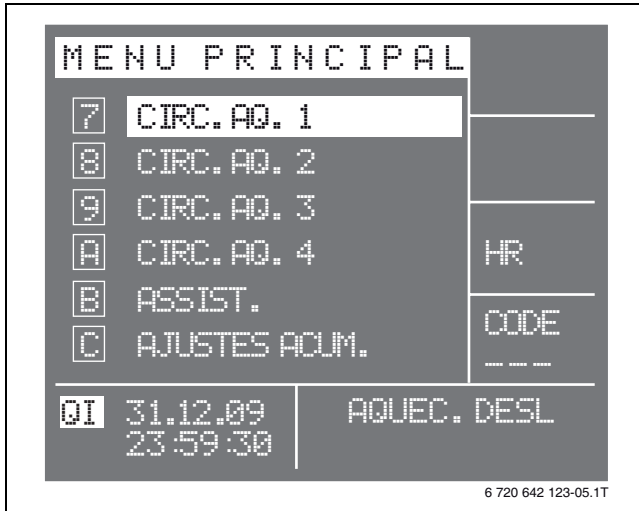 MENU PRINCIPAL
7 CIRC. AQ. 1
8 CIRC. AQ. 2
9 CIRC. AQ. 3
A CIRC. AQ. 4
B ASSIST.
C AJUSTES ACUM.
HR
CODE
_ _ _
QI 31.12.09
23:59:30
AQUEC. DESL
6 720 642 123-05.1T